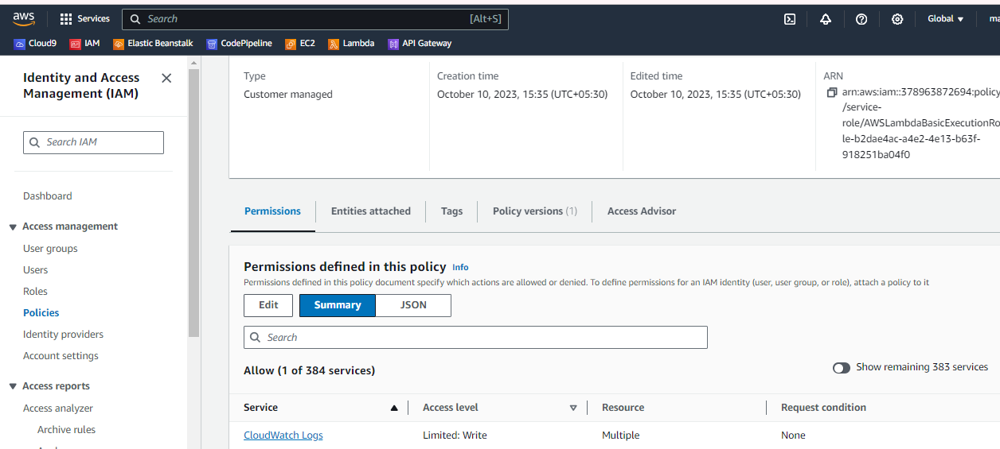 aws
Services
Search
[Alt+S]
Global
ma
Cloud9
IAM
Elastic Beanstalk
CodePipeline
EC2
Lambda
API Gateway
Identity and Access
Management (IAM)
Search IAM
Dashboard
Access management
User groups
Users
Roles
Policies
Identity providers
Account settings
Access reports
Access analyzer
Archive rules
Type
Customer managed
Creation time
October 10, 2023, 15:35 (UTC+05:30)
Edited time
October 10, 2023, 15:35 (UTC+05:30)
ARN
arn:aws:iam::378963872694:policy
/service-
role/AWSLambdaBasicExecutionRo
le-b2dae4ac-a4e2-4e13-b63f-
918251ba04f0
Permissions
Entities attached
Tags
Policy versions (1)
Access Advisor
Permissions defined in this policy Info
Permissions defined in this policy document specify which actions are allowed or denied. To define permissions for an IAM identity (user, user group, or role), attach a policy to it
Edit
Summary
JSON
Search
Allow (1 of 384 services)
Show remaining 383 services
Service
Access level
Resource
Request condition
CloudWatch Logs
Limited: Write
Multiple
None